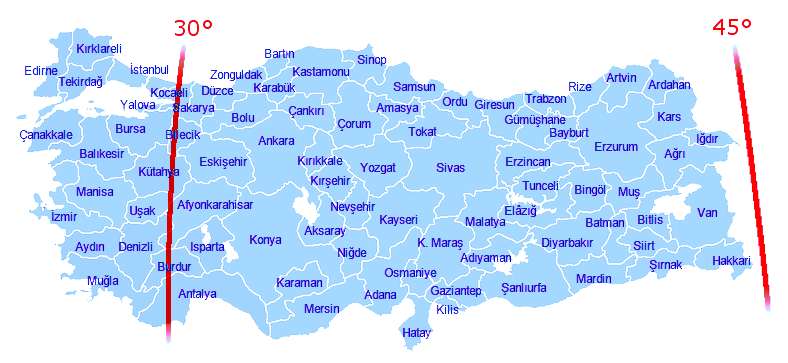 30°
45°
Kırklareli
Edirne
Tekirdağ
İstanbul
Kocaeli
Yalova
Sakarya
Düzce
Zonguldak
Bartın
Karabük
Kastamonu
Sinop
Samsun
Ordu
Giresun
Trabzon
Rize
Artvin
Ardahan
Kars
Iğdır
Ağrı
Erzurum
Bayburt
Gümüşhane
Amasya
Tokat
Çorum
Çankırı
Bolu
Ankara
Bilecik
Bursa
Çanakkale
Balıkesir
Kütahya
Eskişehir
Kırıkkale
Kırşehir
Yozgat
Sivas
Erzincan
Tunceli
Bingöl
Muş
Bitlis
Van
Hakkari
Şırnak
Siirt
Batman
Mardin
Diyarbakır
Elâzığ
Malatya
Adıyaman
Şanlıurfa
K. Maraş
Kayseri
Nevşehir
Aksaray
Niğde
Konya
Afyonkarahisar
Uşak
Manisa
İzmir
Aydın
Denizli
Muğla
Burdur
Isparta
Antalya
Karaman
Mersin
Adana
Osmaniye
Gaziantep
Kilis
Hatay